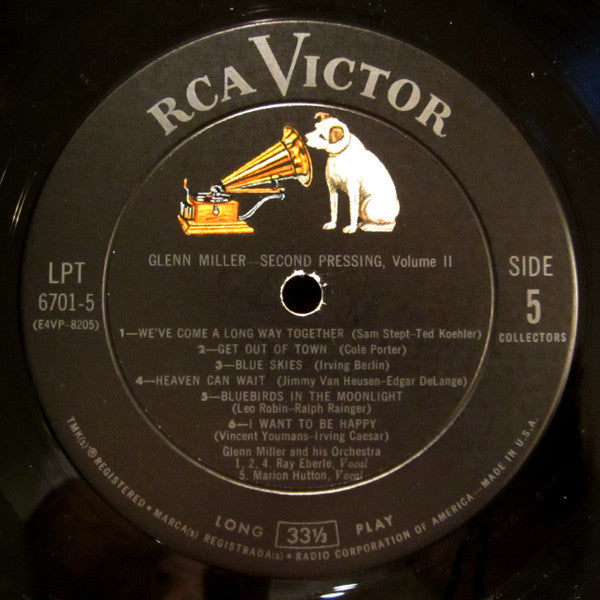 RCA VICTOR
GLENN MILLER—SECOND PRESSING, Volume II
LPT
6701-5
(E4VP-8205)
SIDE
5
COLLECTORS
1—WE'VE COME A LONG WAY TOGETHER (Sam Stept-Ted Koehler)
2—GET OUT OF TOWN (Cole Porter)
3—BLUE SKIES (Irving Berlin)
4—HEAVEN CAN WAIT (Jimmy Van Heusen-Edgar DeLange)
5—BLUEBIRDS IN THE MOONLIGHT
(Leo Robin-Ralph Rainger)
6—I WANT TO BE HAPPY
(Vincent Youmans-Irving Caesar)
Glenn Miller and his Orchestra
1, 2, 4. Ray Eberle, Vocal
5. Marion Hutton, Vocal
LONG 33⅓ PLAY
TMK(s) ® REGISTERED • MARCA(s) REGISTRADA(s) • RADIO CORPORATION OF AMERICA—MADE IN U.S.A.